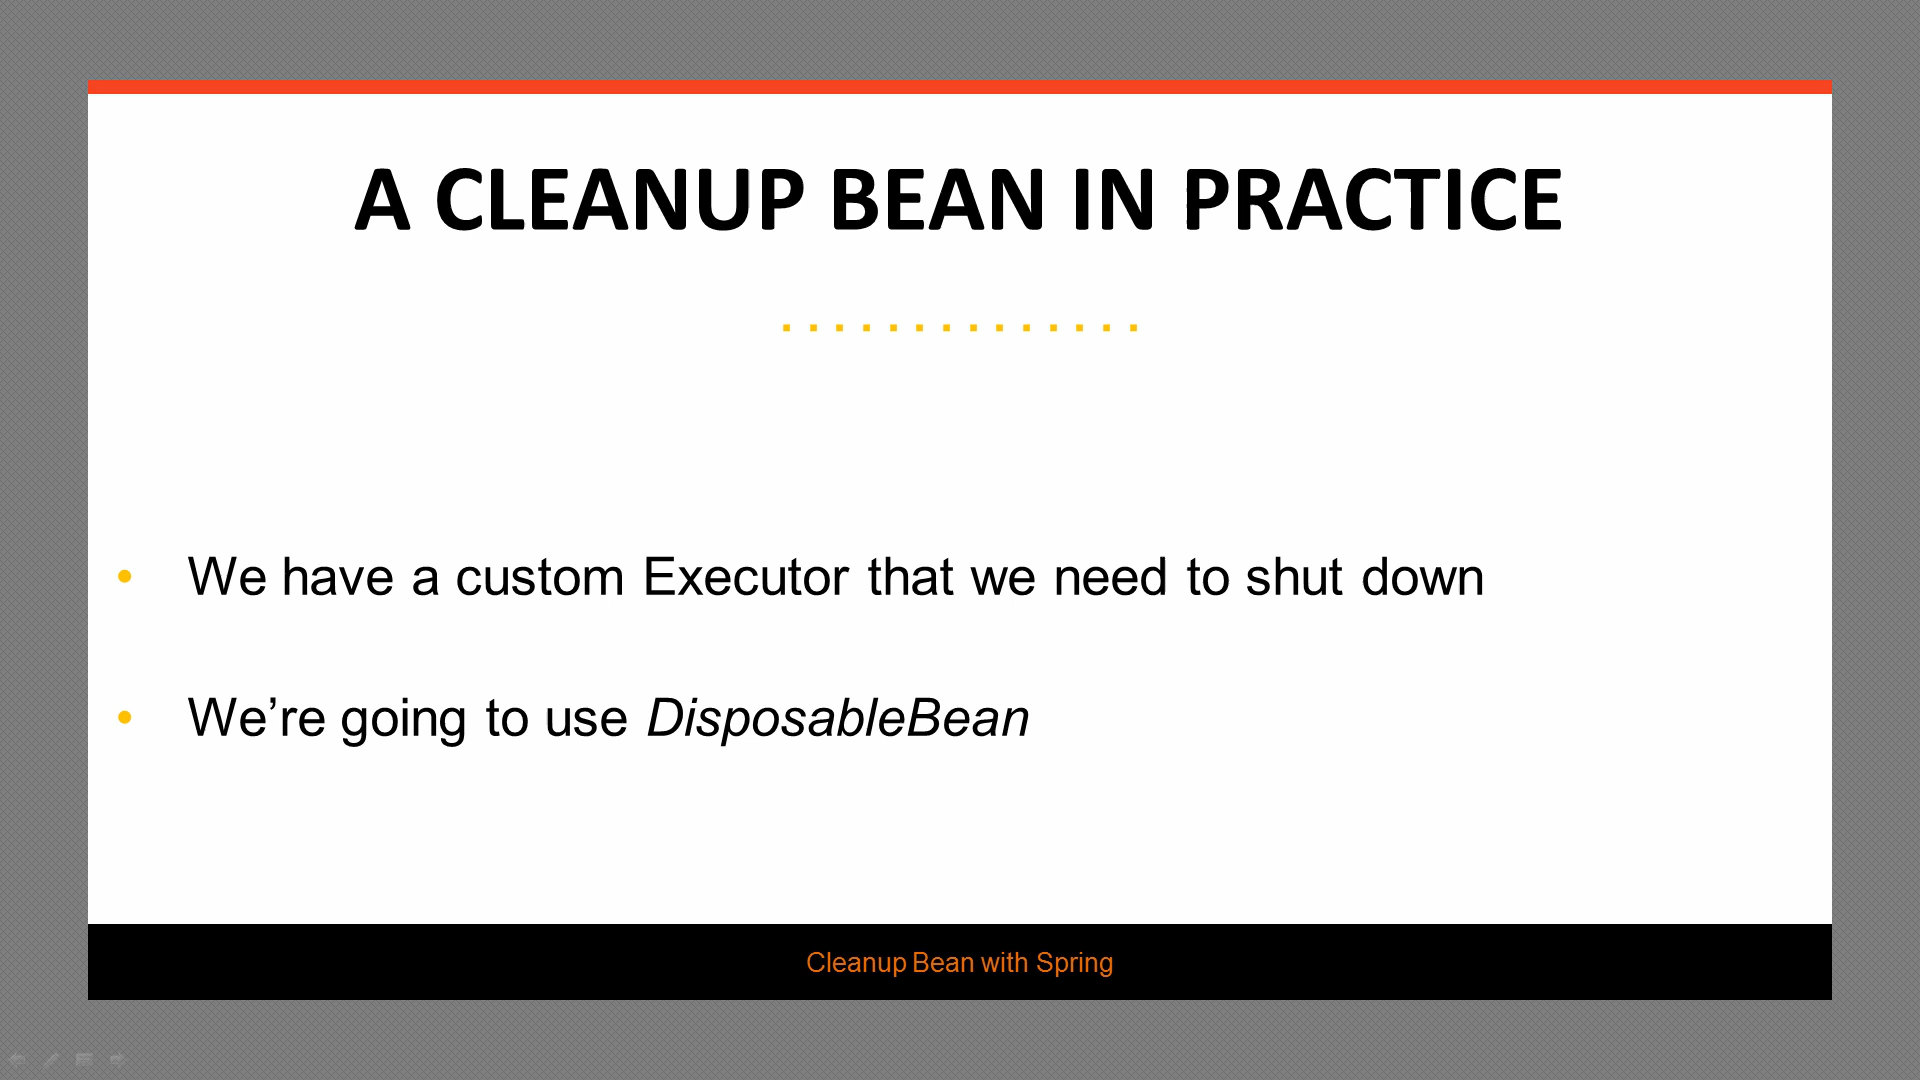 A CLEANUP BEAN IN PRACTICE
• We have a custom Executor that we need to shut down
• We’re going to use DisposableBean
Cleanup Bean with Spring